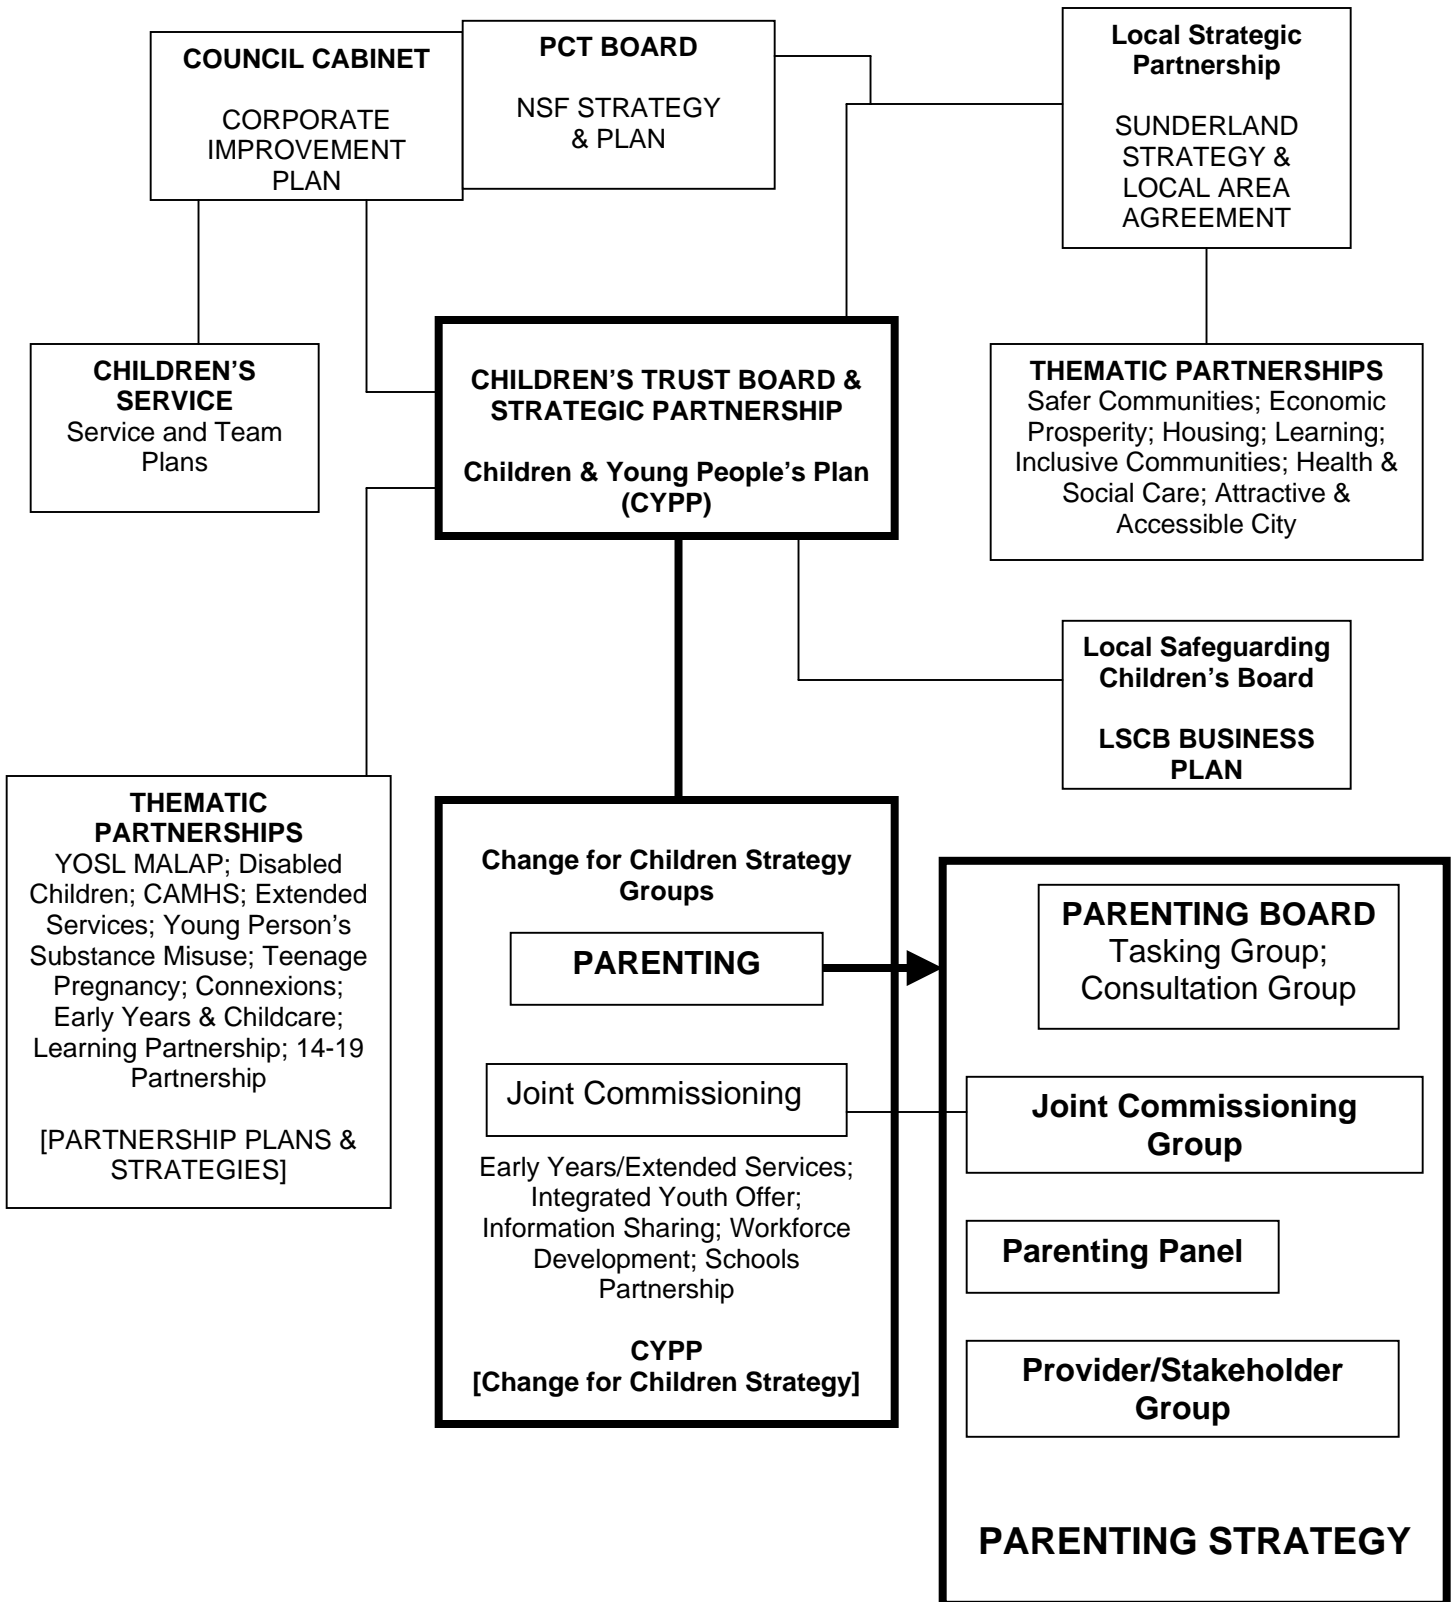 COUNCIL CABINET
CORPORATE
IMPROVEMENT
PLAN
PCT BOARD
NSF STRATEGY
& PLAN
Local Strategic
Partnership
SUNDERLAND
STRATEGY &
LOCAL AREA
AGREEMENT
CHILDREN’S
SERVICE
Service and Team
Plans
CHILDREN’S TRUST BOARD &
STRATEGIC PARTNERSHIP
Children & Young People’s Plan
(CYPP)
THEMATIC PARTNERSHIPS
Safer Communities; Economic
Prosperity; Housing; Learning;
Inclusive Communities; Health &
Social Care; Attractive &
Accessible City
Local Safeguarding
Children’s Board
LSCB BUSINESS
PLAN
THEMATIC
PARTNERSHIPS
YOSL MALAP; Disabled
Children; CAMHS; Extended
Services; Young Person’s
Substance Misuse; Teenage
Pregnancy; Connexions;
Early Years & Childcare;
Learning Partnership; 14-19
Partnership
[PARTNERSHIP PLANS &
STRATEGIES]
Change for Children Strategy
Groups
PARENTING
Joint Commissioning
Early Years/Extended Services;
Integrated Youth Offer;
Information Sharing; Workforce
Development; Schools
Partnership
CYPP
[Change for Children Strategy]
PARENTING BOARD
Tasking Group;
Consultation Group
Joint Commissioning
Group
Parenting Panel
Provider/Stakeholder
Group
PARENTING STRATEGY